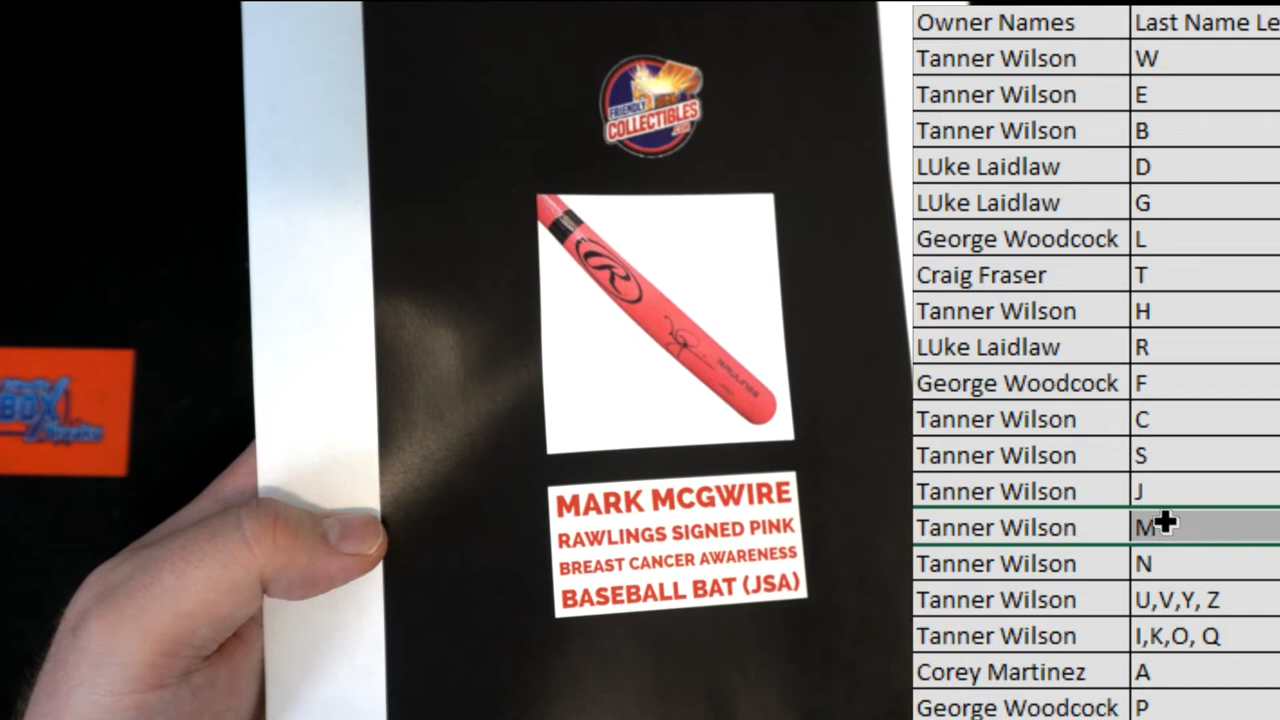 FRIENDLY
COLLECTIBLES
R
RAWLINGS
MARK MCGWIRE
RAWLINGS SIGNED PINK
BREAST CANCER AWARENESS
BASEBALL BAT (JSA)
BOX
Owner Names Last Name Le
Tanner Wilson W
Tanner Wilson E
Tanner Wilson B
LUke Laidlaw D
LUke Laidlaw G
George Woodcock L
Craig Fraser T
Tanner Wilson H
LUke Laidlaw R
George Woodcock F
Tanner Wilson C
Tanner Wilson S
Tanner Wilson J
Tanner Wilson M
Tanner Wilson N
Tanner Wilson U,V,Y, Z
Tanner Wilson I,K,O, Q
Corey Martinez A
George Woodcock P